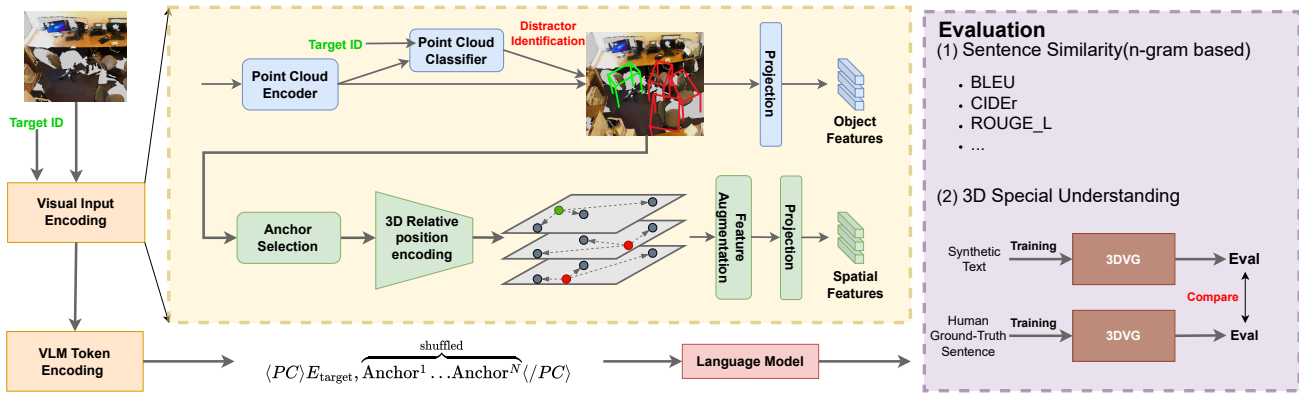 Target ID
Visual Input
Encoding
VLM Token
Encoding
Target ID
Point Cloud
Encoder
Point Cloud
Classifier
Distractor
Identification
Projection
Object
Features
Anchor
Selection
3D Relative
position
encoding
Feature
Augmentation
Projection
Spatial
Features
shuffled
⟨PC⟩E_target, Anchor^1 …Anchor^N⟨/PC⟩
Language Model
Evaluation
(1) Sentence Similarity(n-gram based)
• BLEU
• CIDEr
• ROUGE_L
• ...
(2) 3D Special Understanding
Synthetic
Text
Training
3DVG
Eval
Compare
Human
Ground-Truth
Sentence
Training
3DVG
Eval